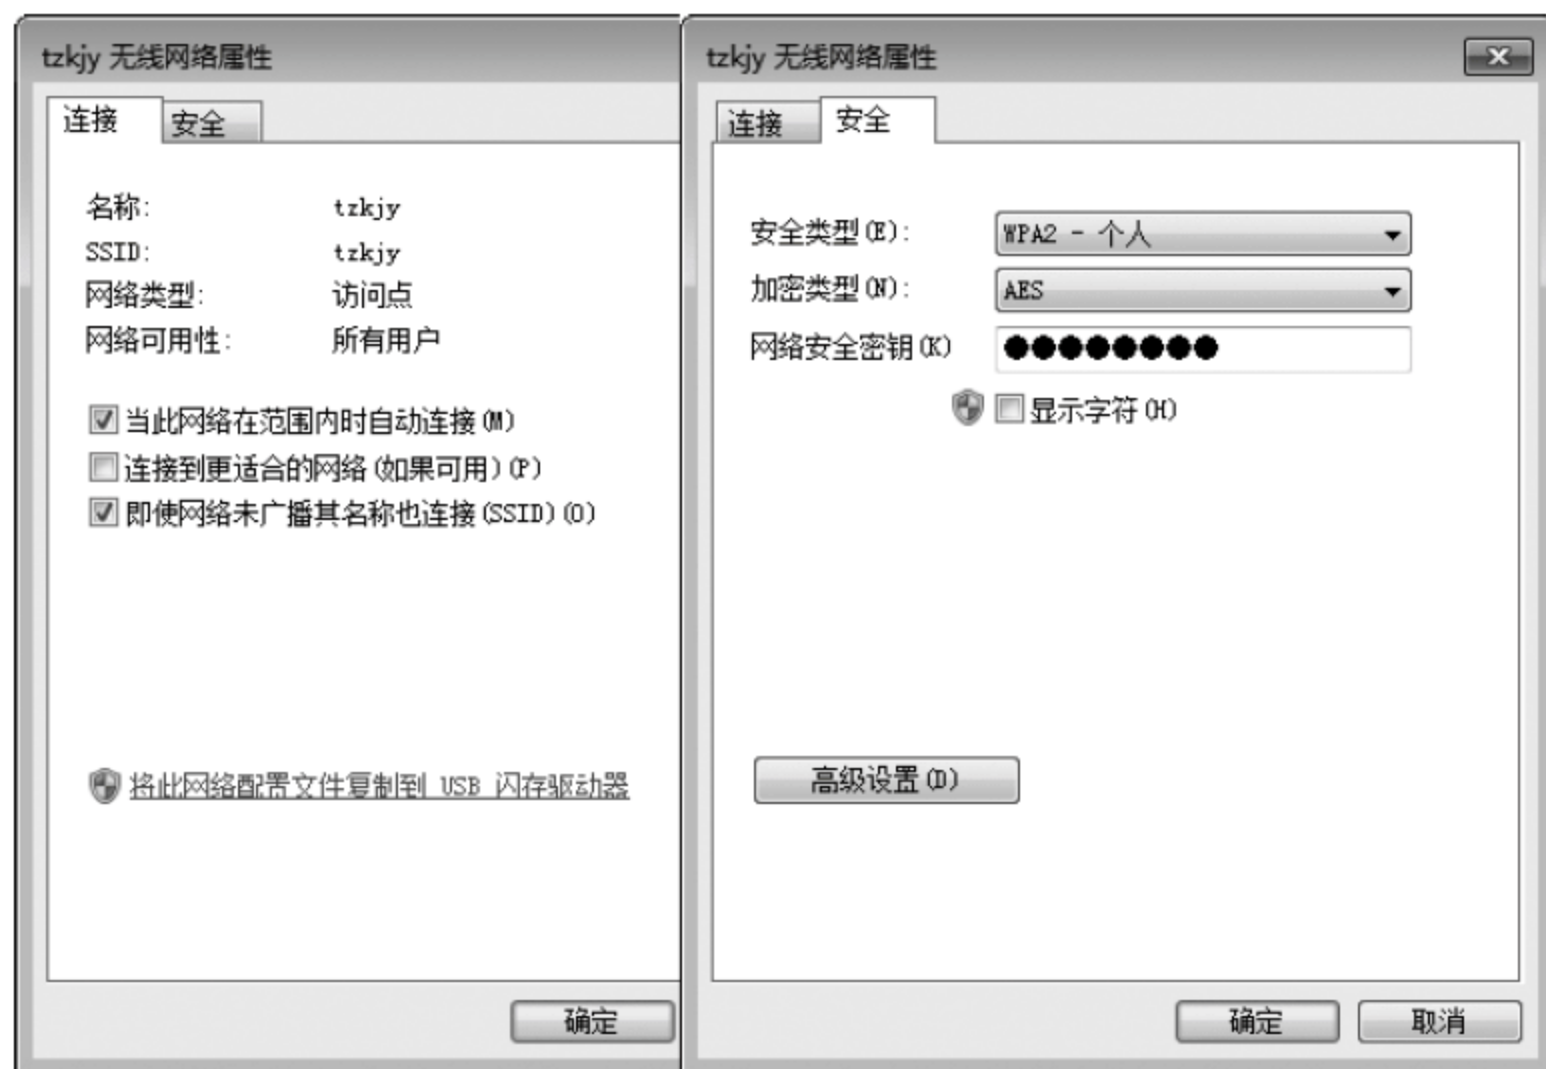 tzkjy 无线网络属性
连接 安全
名称: tzkjy
SSID: tzkjy
网络类型: 访问点
网络可用性: 所有用户
当此网络在范围内时自动连接(M)
连接到更适合的网络(如果可用)(P)
即使网络未广播其名称也连接(SSID)(O)
将此网络配置文件复制到 USB 闪存驱动器
确定
tzkjy 无线网络属性
连接 安全
安全类型(E): WPA2 - 个人
加密类型(N): AES
网络安全密钥(K) ●●●●●●●●
显示字符(H)
高级设置(D)
确定 取消